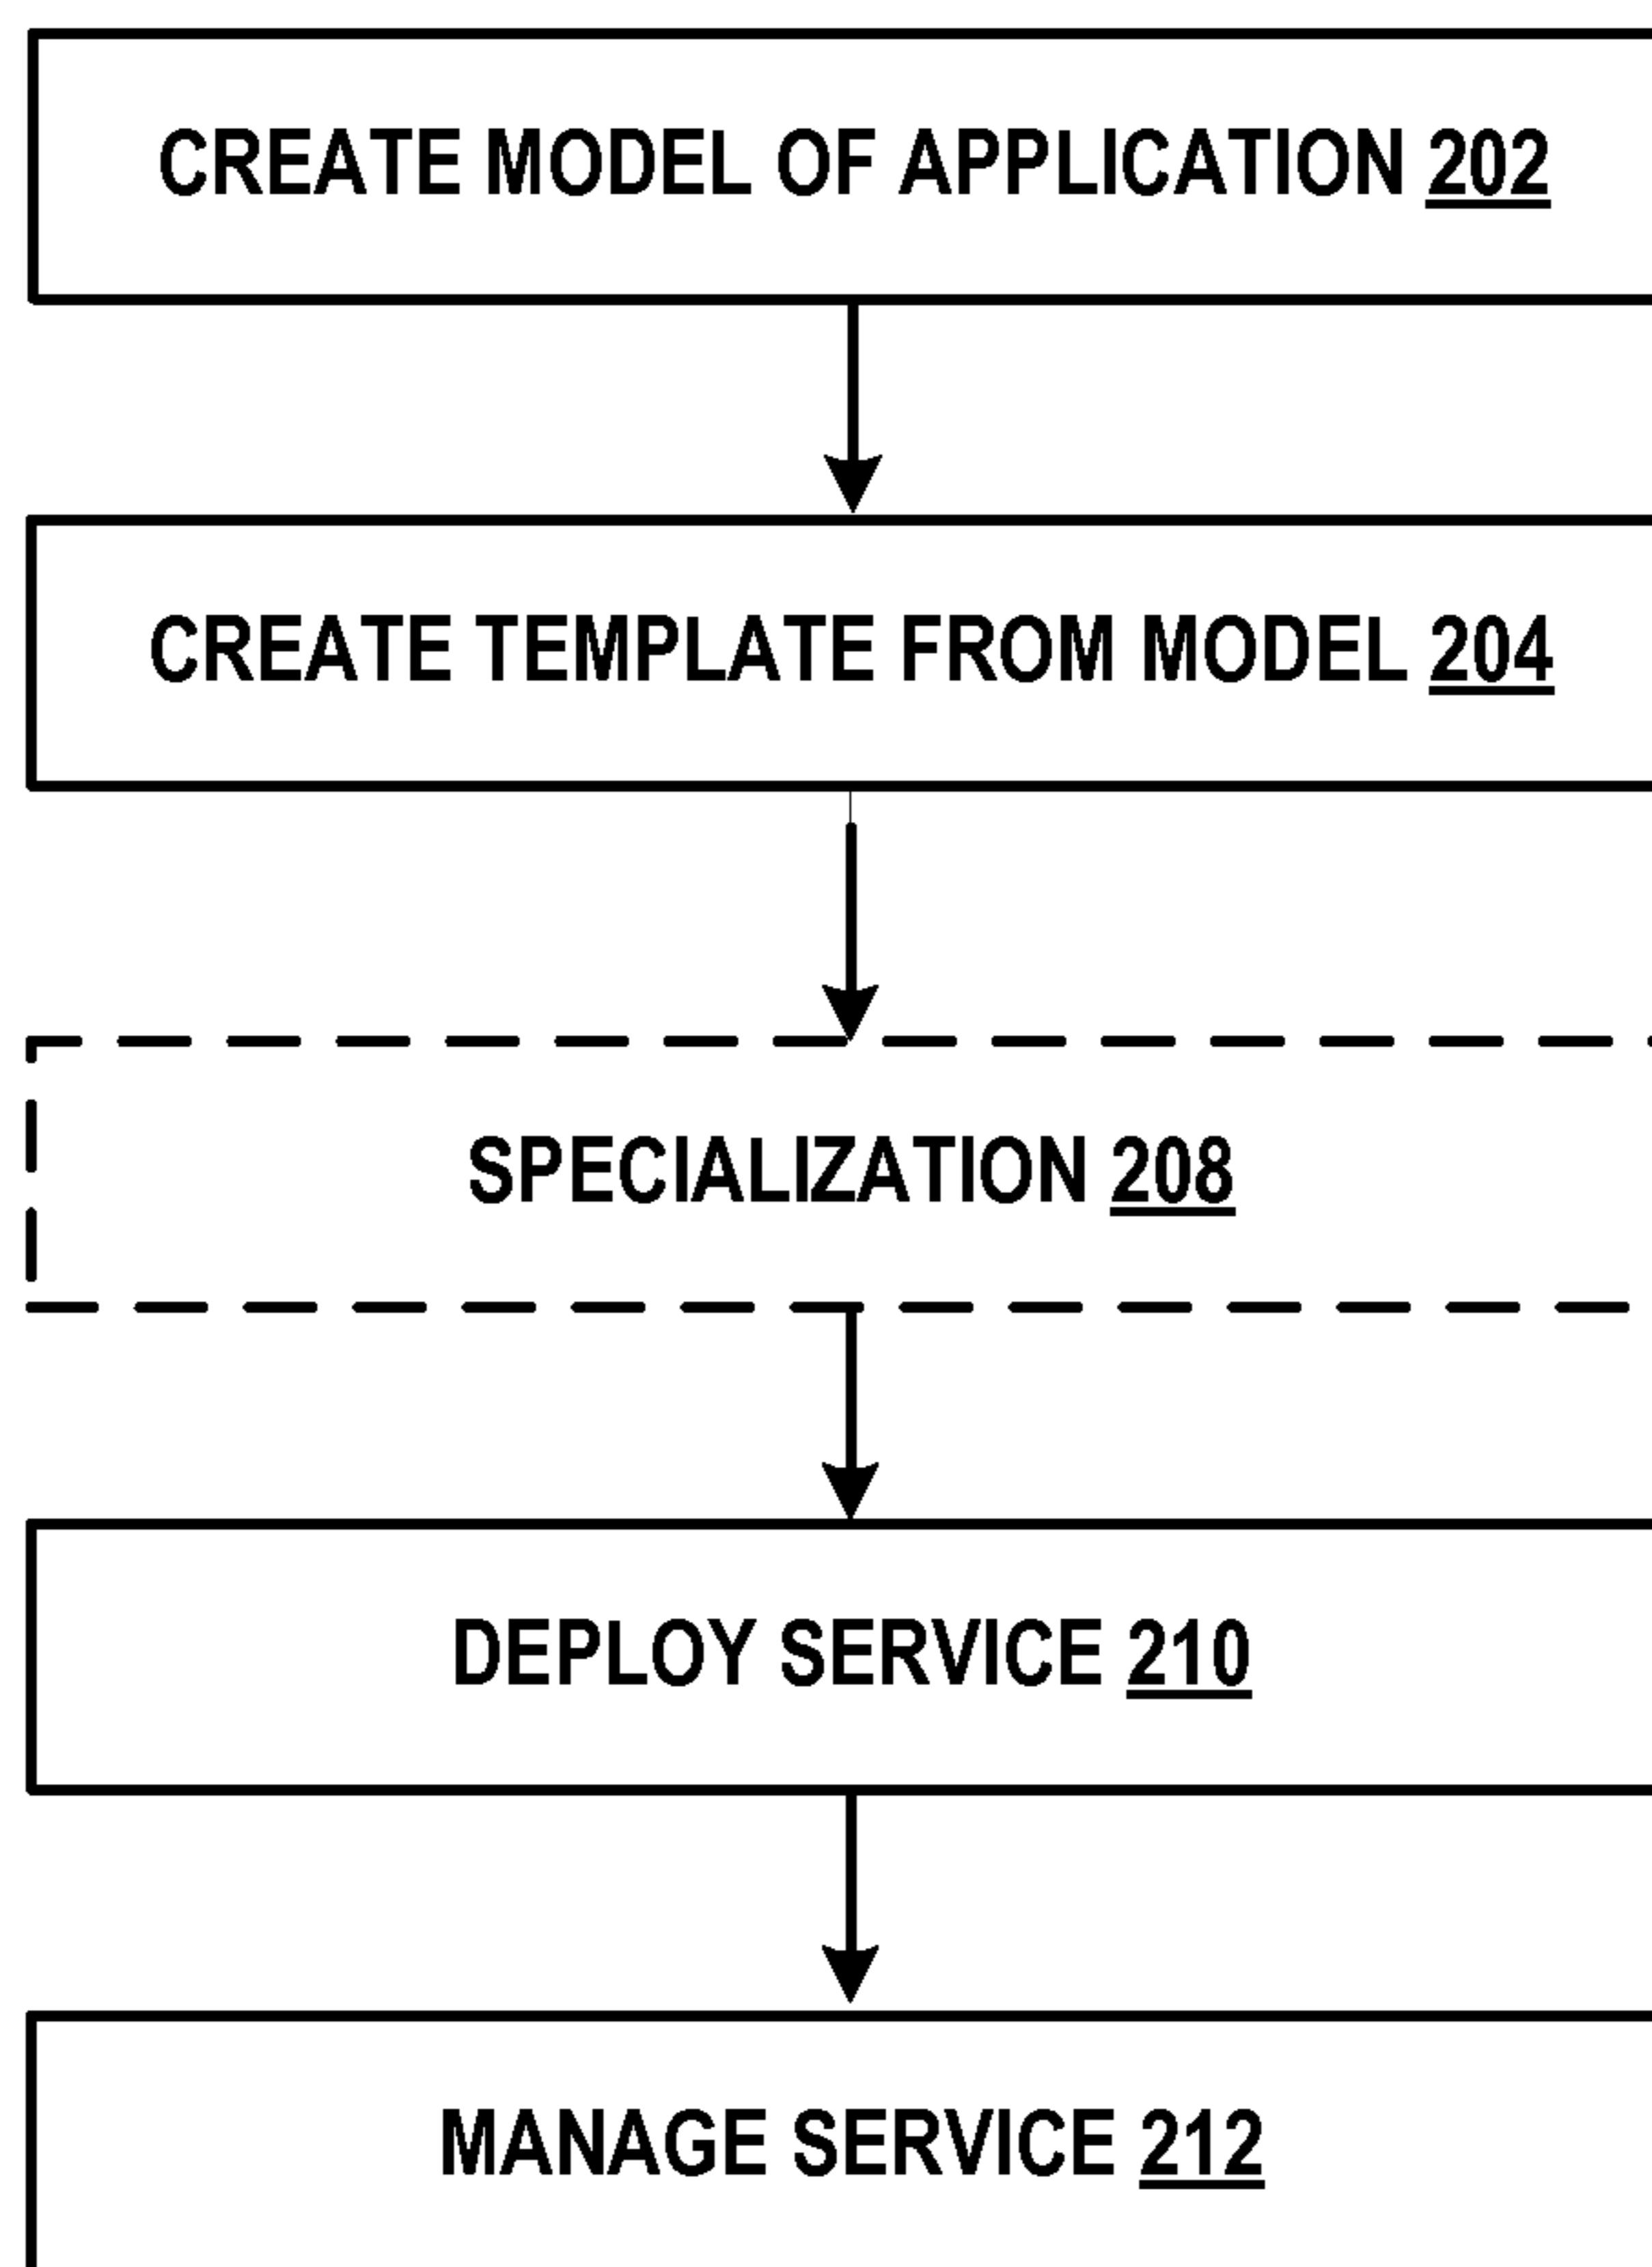 CREATE MODEL OF APPLICATION 202
CREATE TEMPLATE FROM MODEL 204
SPECIALIZATION 208
DEPLOY SERVICE 210
MANAGE SERVICE 212